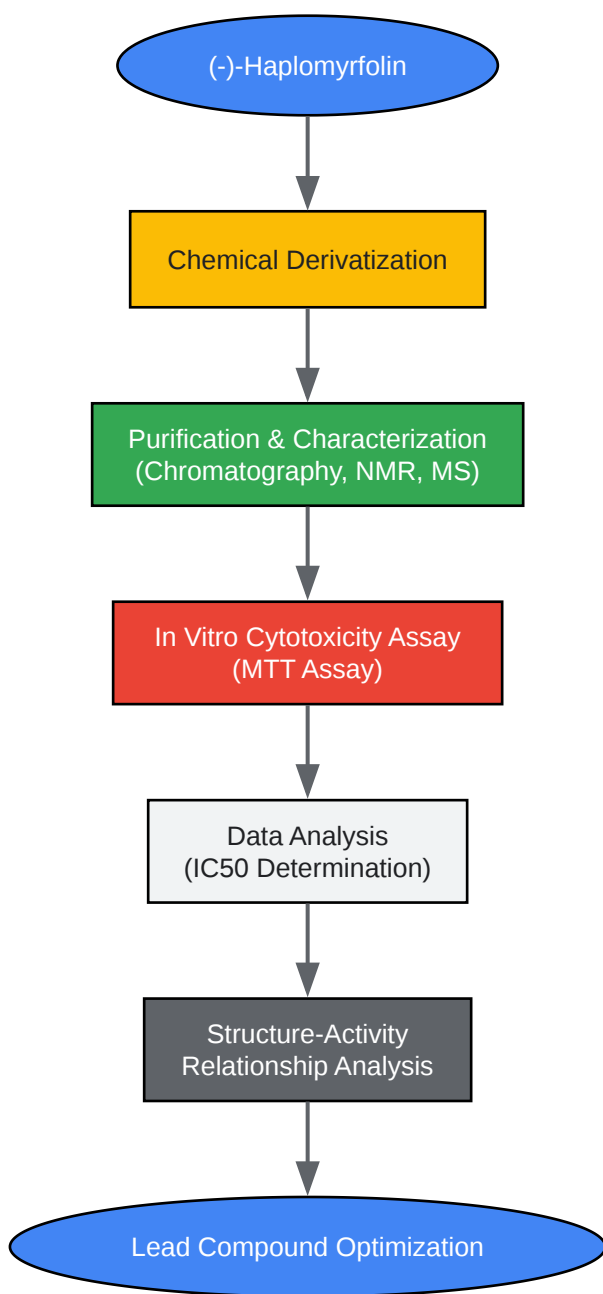 (-)-Haplomyrfolin
Chemical Derivatization
Purification & Characterization
(Chromatography, NMR, MS)
In Vitro Cytotoxicity Assay
(MTT Assay)
Data Analysis
(IC50 Determination)
Structure-Activity
Relationship Analysis
Lead Compound Optimization